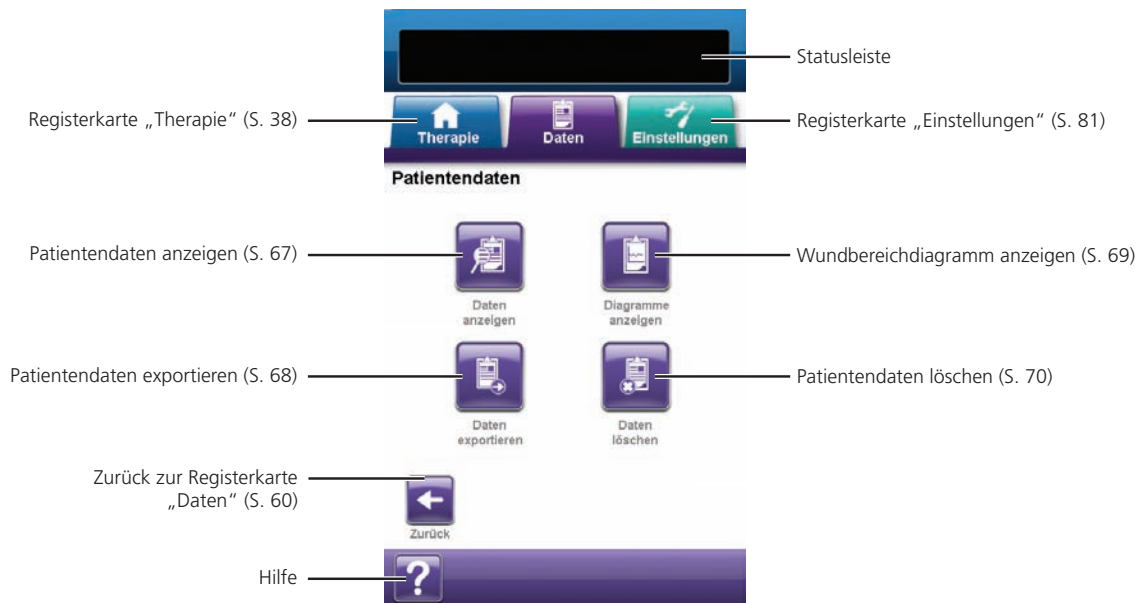 Statusleiste
Registerkarte „Therapie“ (S. 38)
Therapie
Daten
Einstellungen
Registerkarte „Einstellungen“ (S. 81)
Patientendaten
Patientendaten anzeigen (S. 67)
Wundbereichdiagramm anzeigen (S. 69)
Daten
anzeigen
Diagramme
anzeigen
Patientendaten exportieren (S. 68)
Patientendaten löschen (S. 70)
Daten
exportieren
Daten
löschen
Zurück zur Registerkarte
„Daten“ (S. 60)
Zurück
Hilfe
?